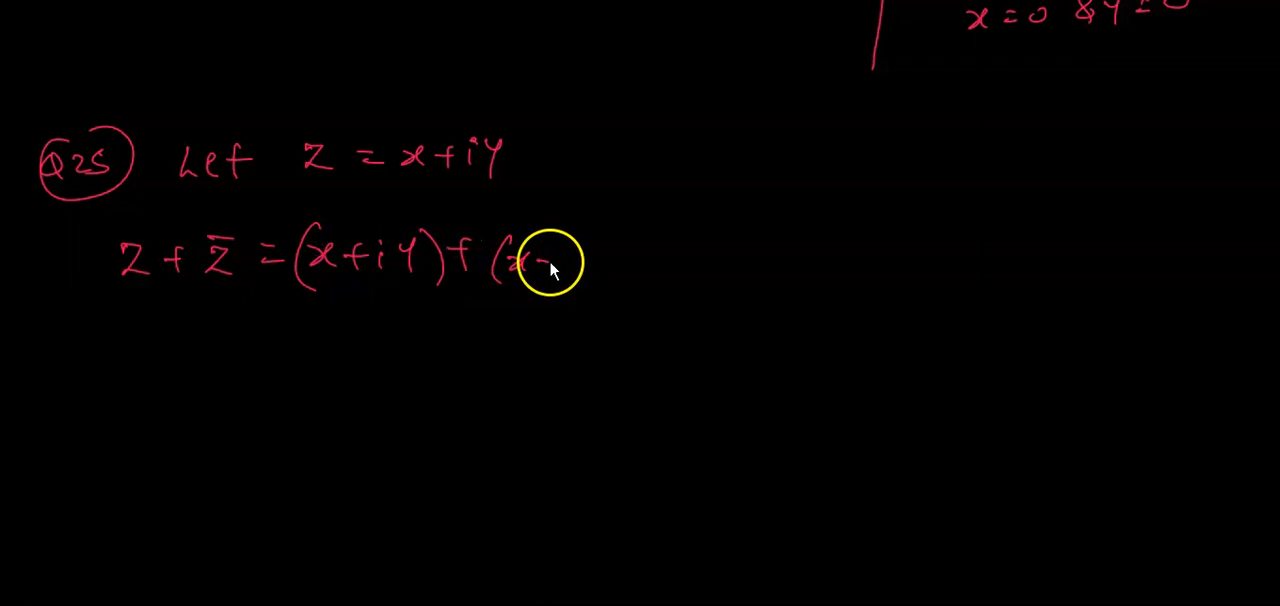 x = 0 & y = 0
Q25 Let z = x + iy
z + z̅ = (x + iy) + (x -